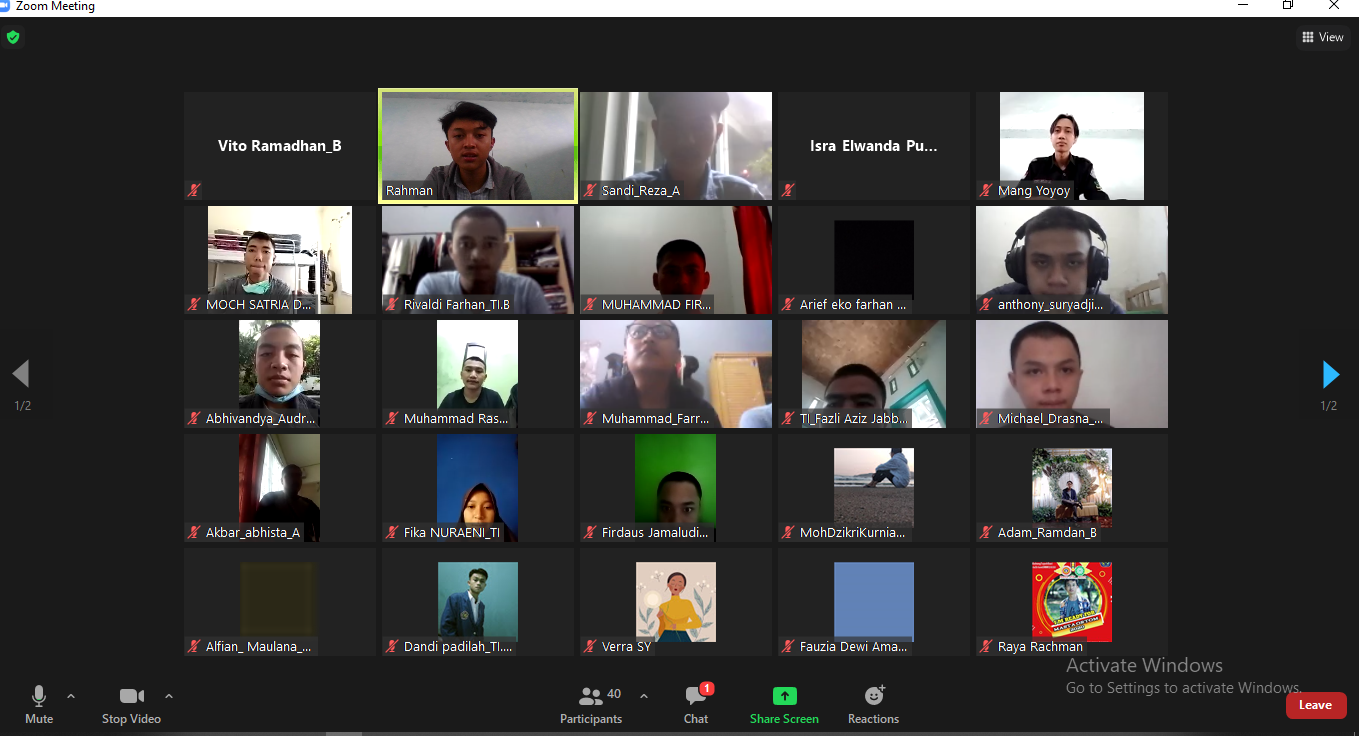 Zoom Meeting
View
Vito Ramadhan_B
Rahman
Sandi_Reza_A
Isra Elwanda Pu...
Mang Yoyoy
MOCH SATRIA D...
Rivaldi Farhan_TI.B
MUHAMMAD FIR...
Arief eko farhan ...
anthony_suryadji...
Abhivandya_Audr...
Muhammad Ras...
Muhammad_Farr...
TI_Fazli Aziz Jabb...
Michael_Drasna_...
1/2
1/2
Akbar_abhista_A
Fika NURAENI_TI
Firdaus Jamaludi...
MohDzikriKurnia...
Adam_Ramdan_B
Alfian_ Maulana_...
Dandi padilah_TI....
Verra SY
Fauzia Dewi Ama...
Raya Rachman
Activate Windows
Go to Settings to activate Windows.
Mute
Stop Video
40
Participants
1
Chat
Share Screen
Reactions
Leave